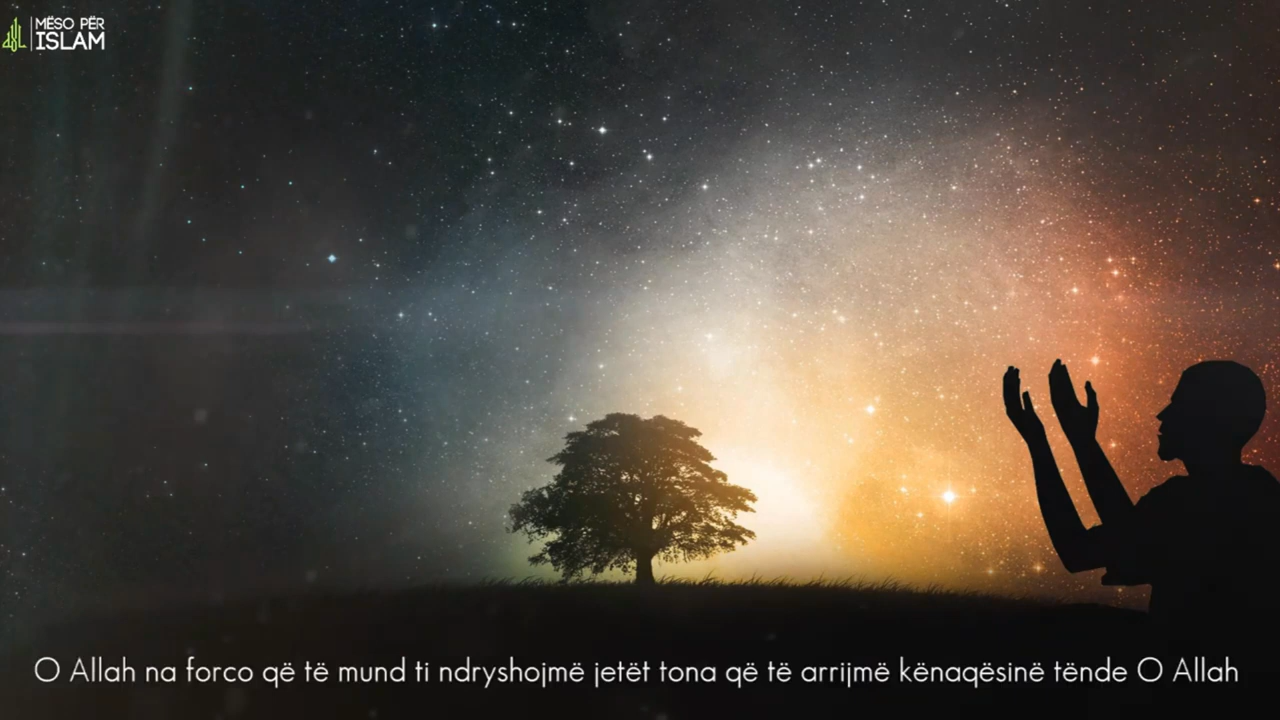 MËSO PËR
ISLAM
O Allah na forco që të mund ti ndryshojmë jetët tona që të arrijmë kënaqësinë tënde O Allah